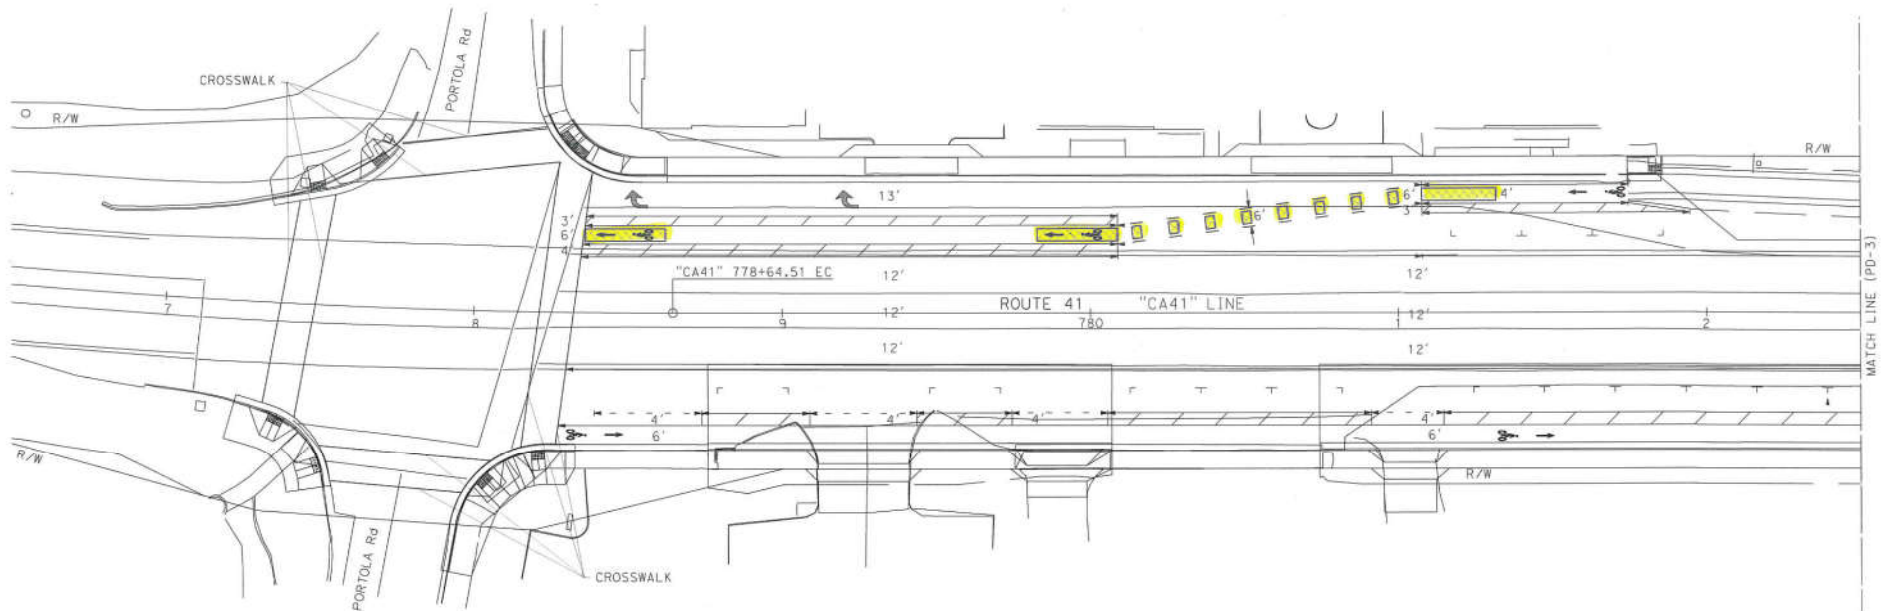 PORTOLA Rd
CROSSWALK
R/W
R/W
13'
6'
4'
3'
3'
6'
6'
4'
"CA41" 778+64.51 EC
12'
12'
ROUTE 41 "CA41" LINE
7
8
9
12'
780
1
12'
2
12'
12'
MATCH LINE (PD-3)
4'
4'
4'
4'
6'
6'
R/W
R/W
PORTOLA Rd
CROSSWALK